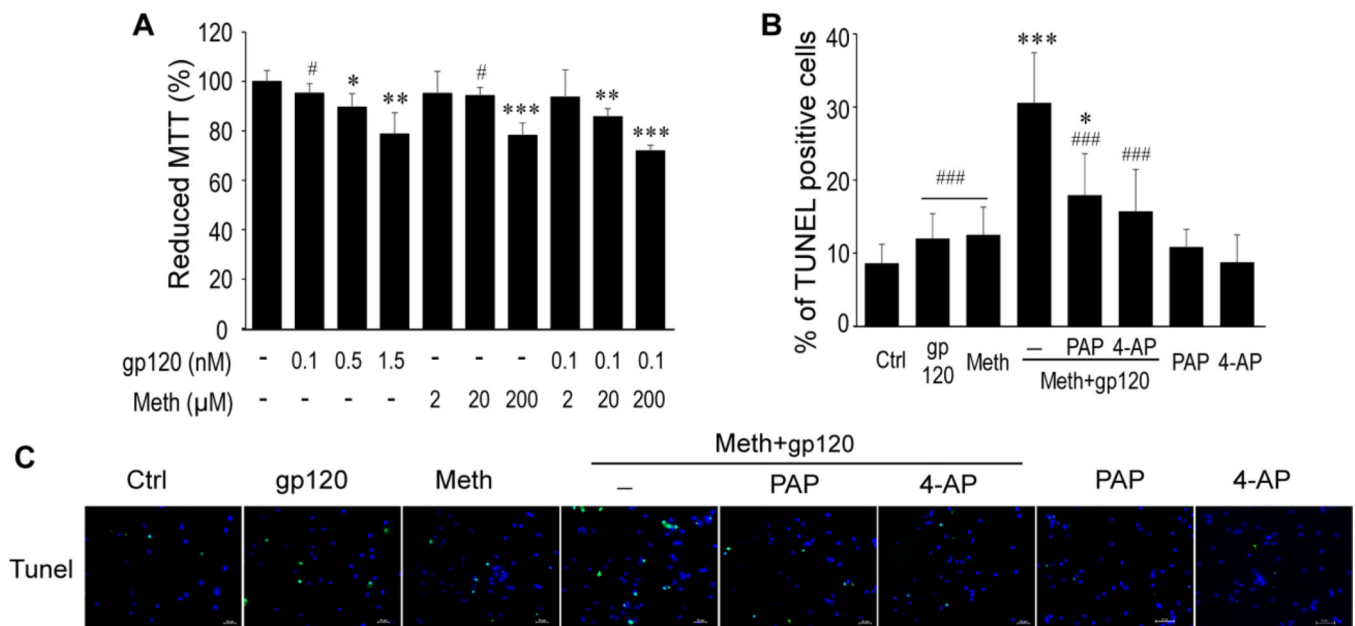 A
Reduced MTT (%)
120
100
80
60
40
20
0
# * ** # *** ** ***
gp120 (nM) - 0.1 0.5 1.5 - - - 0.1 0.1 0.1
Meth (µM) - - - - 2 20 200 2 20 200
B
% of TUNEL positive cells
40
30
20
10
0
***
*
### ### ###
Ctrl gp 120 Meth – PAP 4-AP PAP 4-AP
Meth+gp120
C
Meth+gp120
Ctrl gp120 Meth – PAP 4-AP PAP 4-AP
Tunel